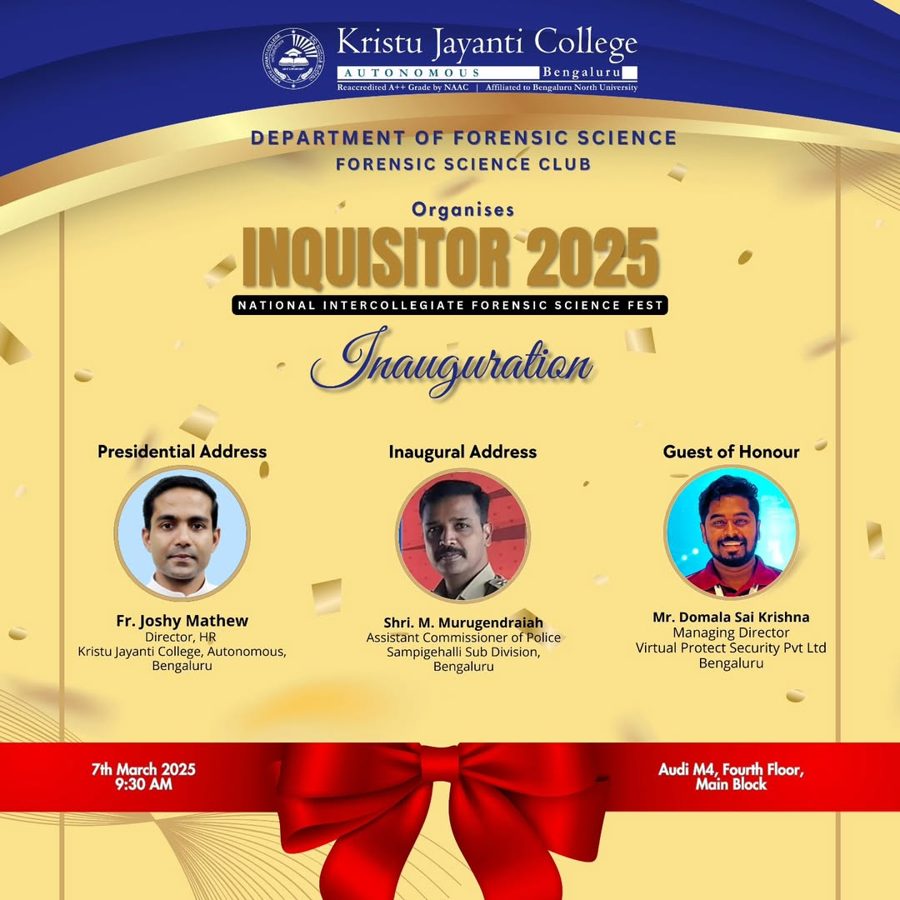 Kristu Jayanti College
AUTONOMOUS Bengaluru
Reaccredited A++ Grade by NAAC | Affiliated to Bengaluru North University
DEPARTMENT OF FORENSIC SCIENCE
FORENSIC SCIENCE CLUB
Organises
INQUISITOR 2025
NATIONAL INTERCOLLEGIATE FORENSIC SCIENCE FEST
Inauguration
Presidential Address
Fr. Joshy Mathew
Director, HR
Kristu Jayanti College, Autonomous,
Bengaluru
Inaugural Address
Shri. M. Murugendraiah
Assistant Commissioner of Police
Sampigehalli Sub Division,
Bengaluru
Guest of Honour
Mr. Domala Sai Krishna
Managing Director
Virtual Protect Security Pvt Ltd
Bengaluru
7th March 2025
9:30 AM
Audi M4, Fourth Floor,
Main Block